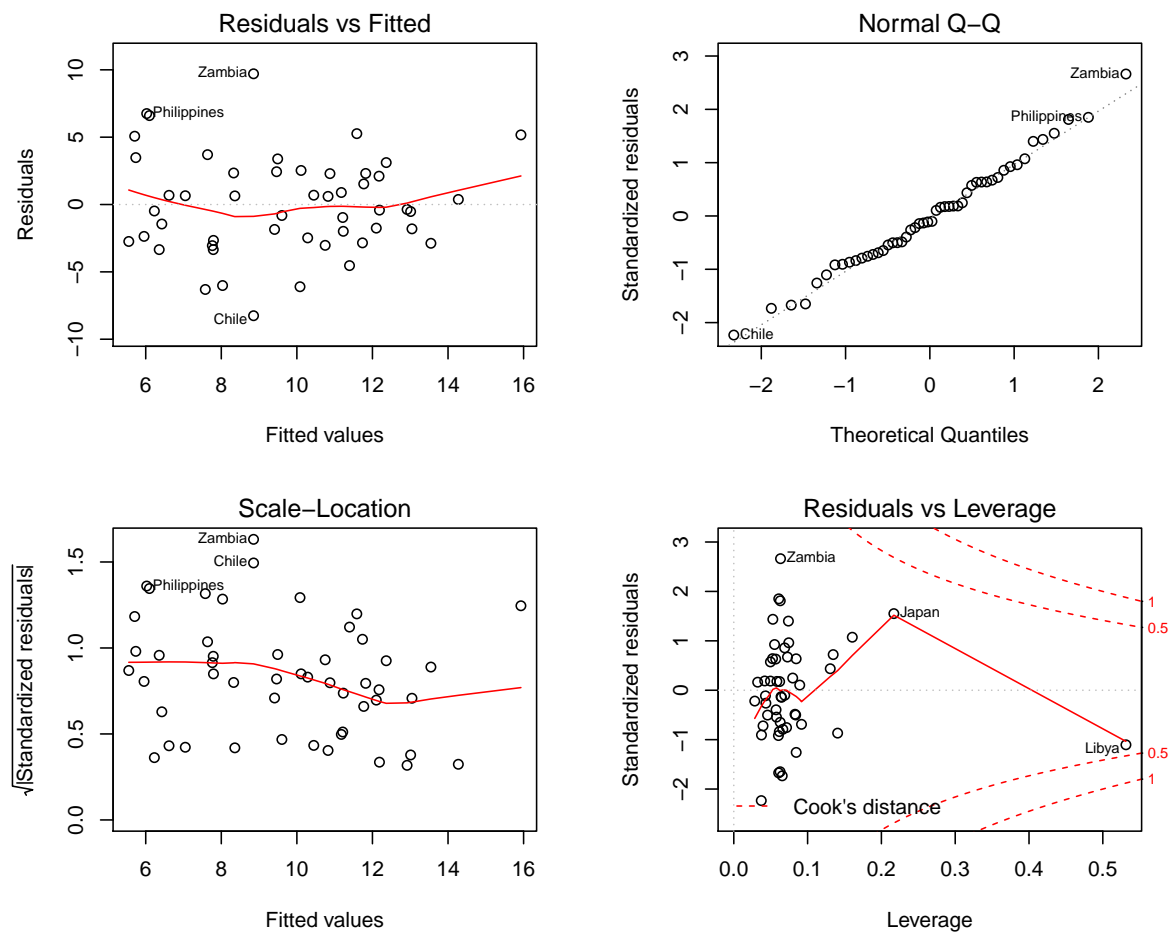 Residuals vs Fitted
Residuals
10
5
0
−5
−10
Zambia
Philippines
Chile
6 8 10 12 14 16
Fitted values
Normal Q−Q
Standardized residuals
3
2
1
0
−1
−2
Zambia
Philippines
Chile
−2 −1 0 1 2
Theoretical Quantiles
Scale−Location
√|Standardized residuals|
1.5
1.0
0.5
0.0
Zambia
Chile
Philippines
6 8 10 12 14 16
Fitted values
Residuals vs Leverage
Standardized residuals
3
2
1
0
−1
−2
Zambia
Japan
Libya
1
0.5
0.5
1
Cook's distance
0.0 0.1 0.2 0.3 0.4 0.5
Leverage